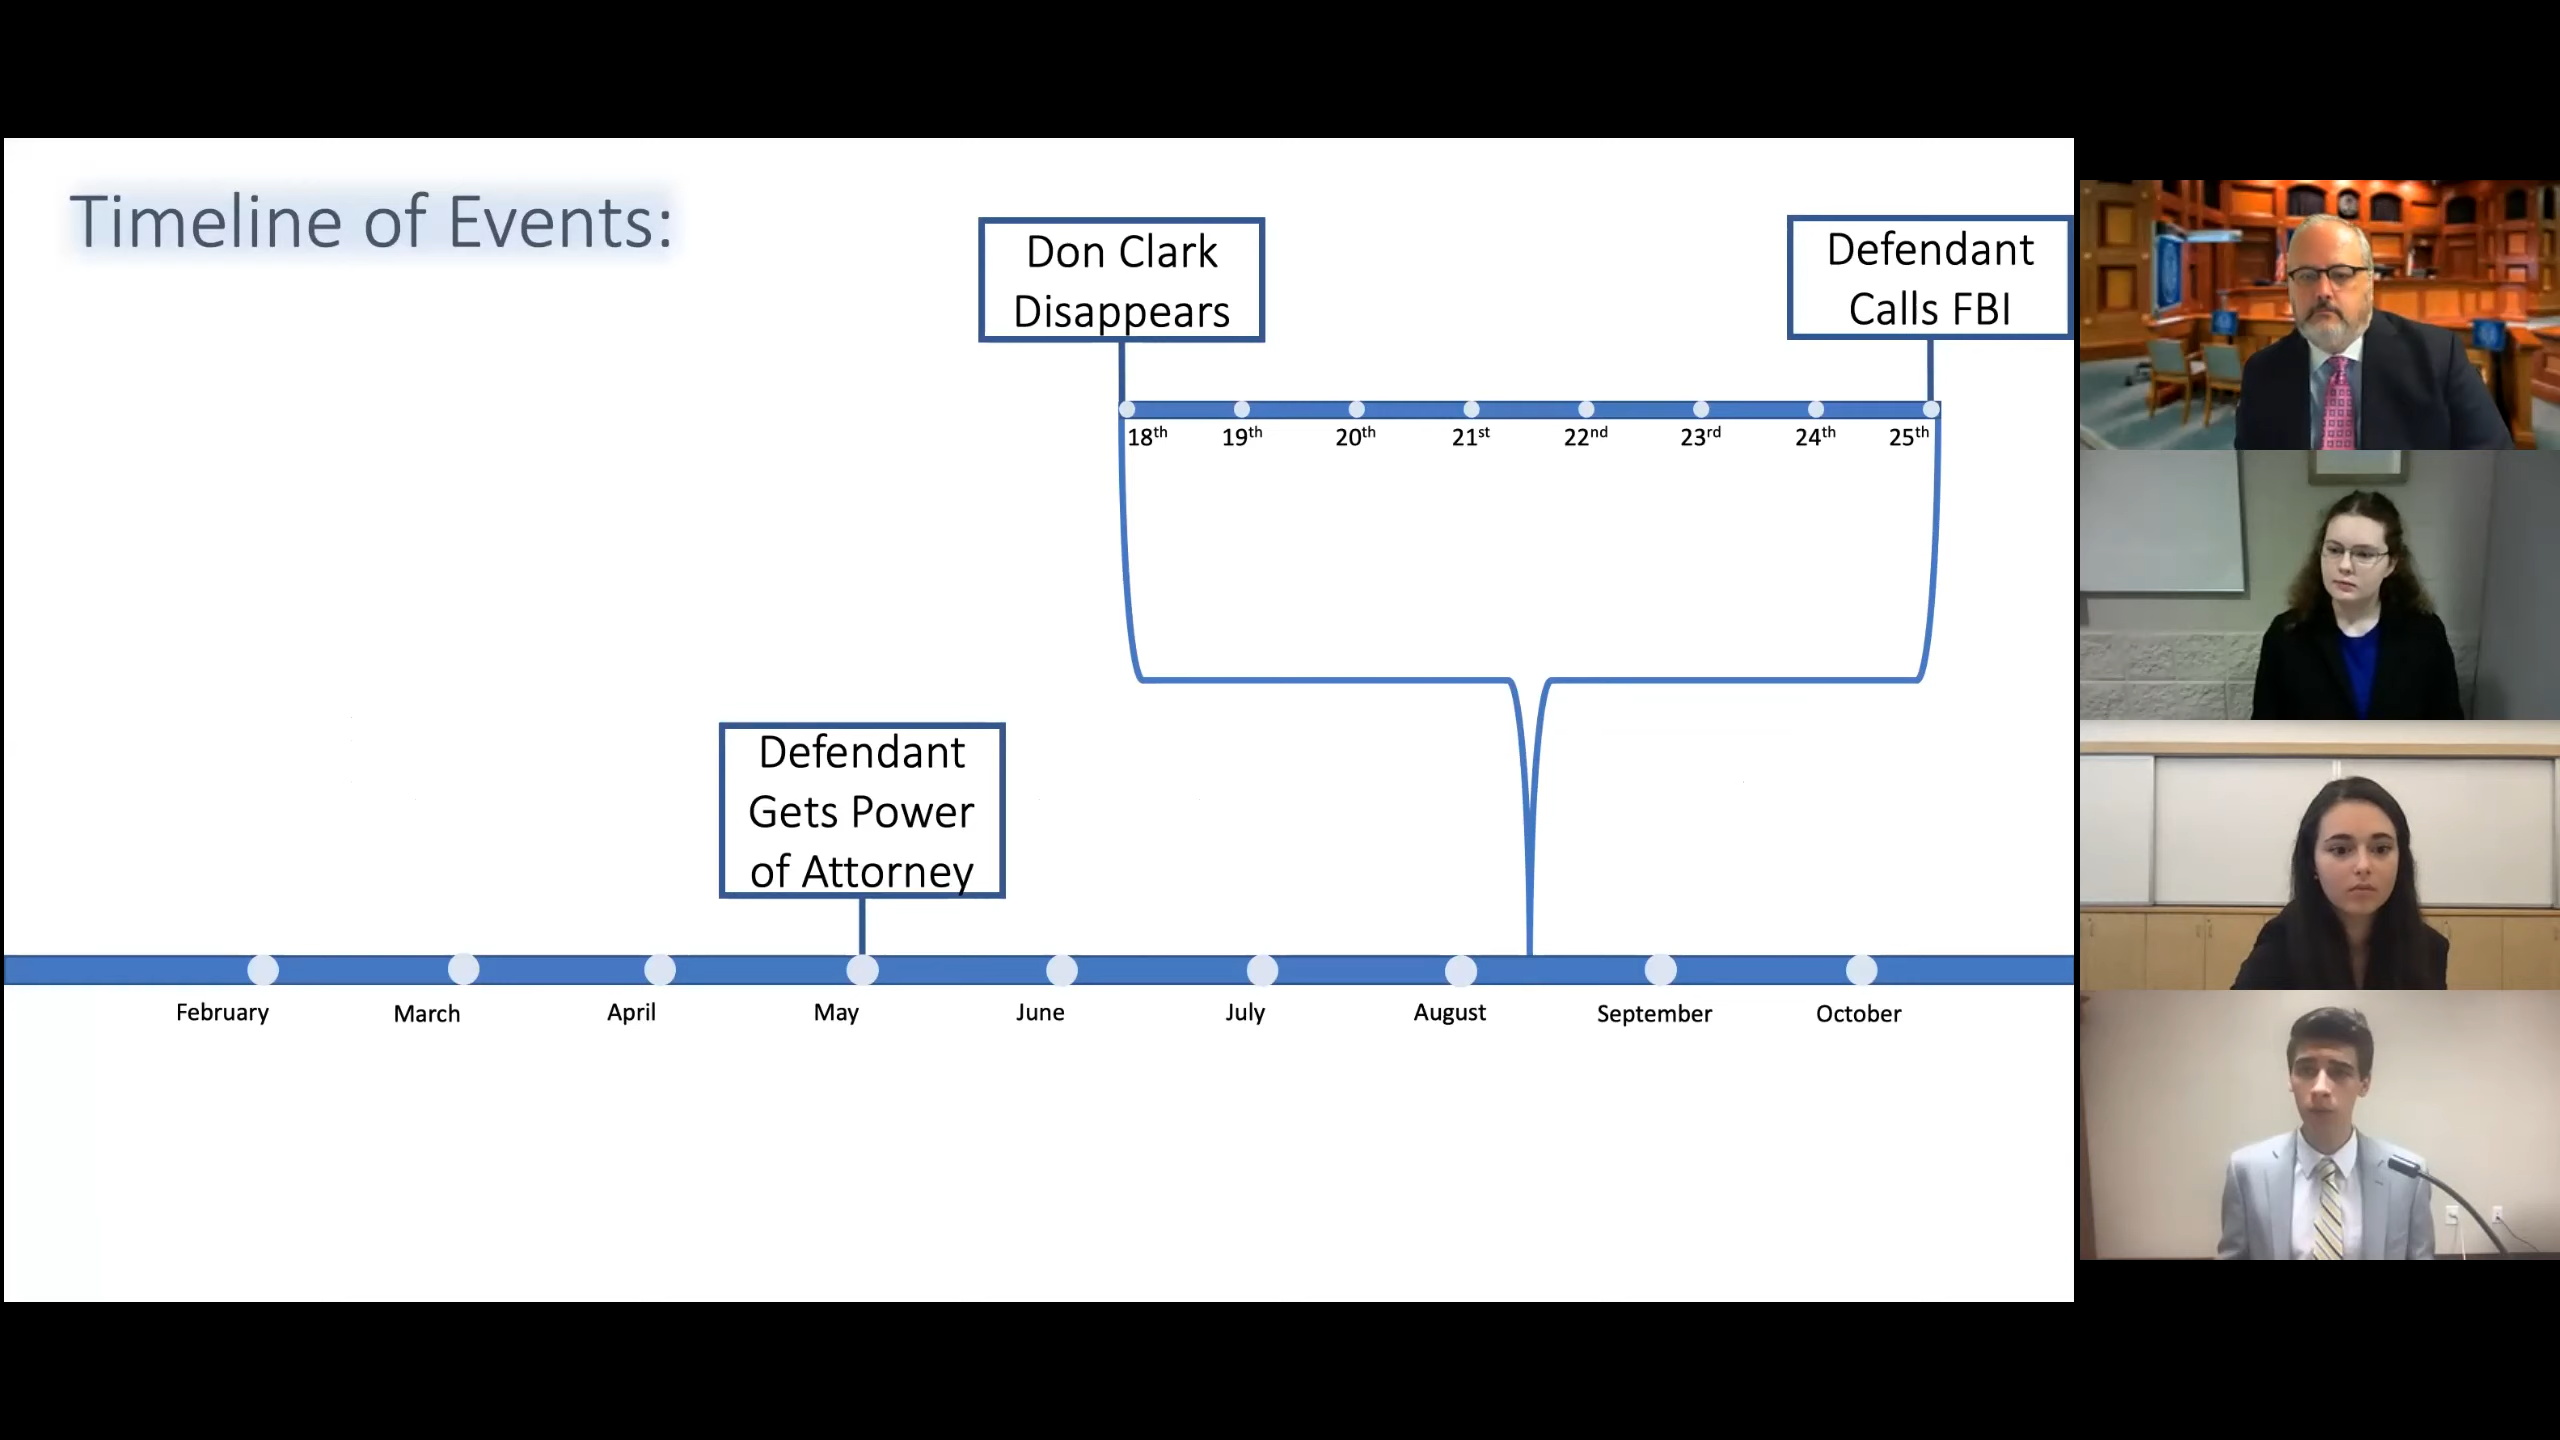 Timeline of Events:
Don Clark
Disappears
Defendant
Calls FBI
18th 19th 20th 21st 22nd 23rd 24th 25th
Defendant
Gets Power
of Attorney
February March April May June July August September October